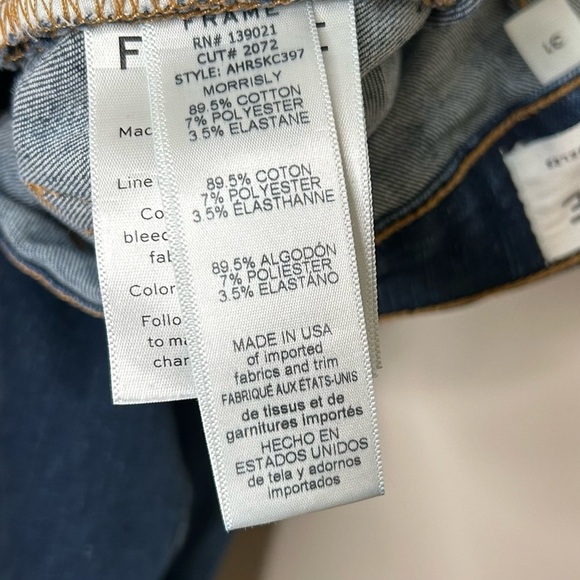 FRAME
RN# 139021
CUT# 2072
STYLE: AHRSKC397
MORRISLY
89.5% COTTON
7% POLYESTER
3.5% ELASTANE
89.5% COTON
7% POLYESTER
3.5% ELASTHANNE
89.5% ALGODÓN
7% POLIESTER
3.5% ELASTANO
MADE IN USA
of imported
fabrics and trim
FABRIQUÉ AUX ÉTATS-UNIS
de tissus et de
garnitures importés
HECHO EN
ESTADOS UNIDOS
de tela y adornos
importados
F
Mac
Line
Co
bleed
fab
Color
Follo
to ma
char
31